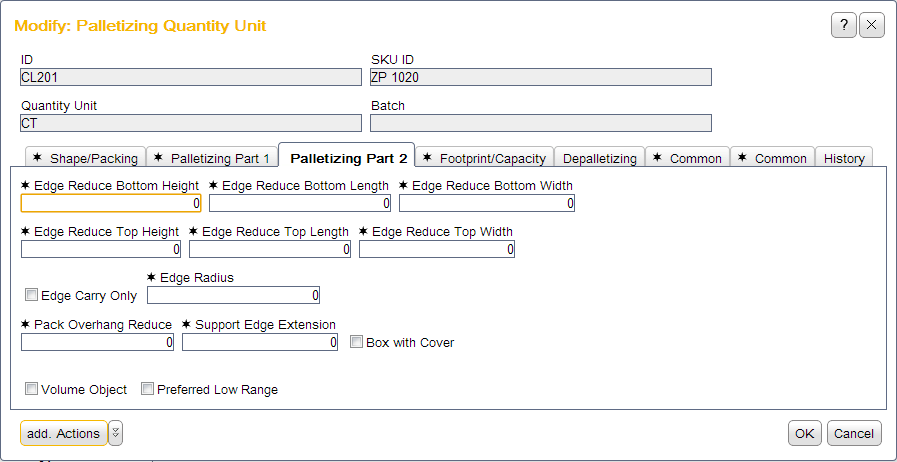 Modify: Palletizing Quantity Unit
?
ID SKU ID
CL201 ZP 1020
Quantity Unit Batch
CT
✶ Shape/Packing ✶ Palletizing Part 1 Palletizing Part 2 ✶ Footprint/Capacity Depalletizing ✶ Common ✶ Common History
✶ Edge Reduce Bottom Height ✶ Edge Reduce Bottom Length ✶ Edge Reduce Bottom Width
0 0 0
✶ Edge Reduce Top Height ✶ Edge Reduce Top Length ✶ Edge Reduce Top Width
0 0 0
✶ Edge Radius
Edge Carry Only 0
✶ Pack Overhang Reduce ✶ Support Edge Extension
0 0 Box with Cover
Volume Object Preferred Low Range
add. Actions OK Cancel